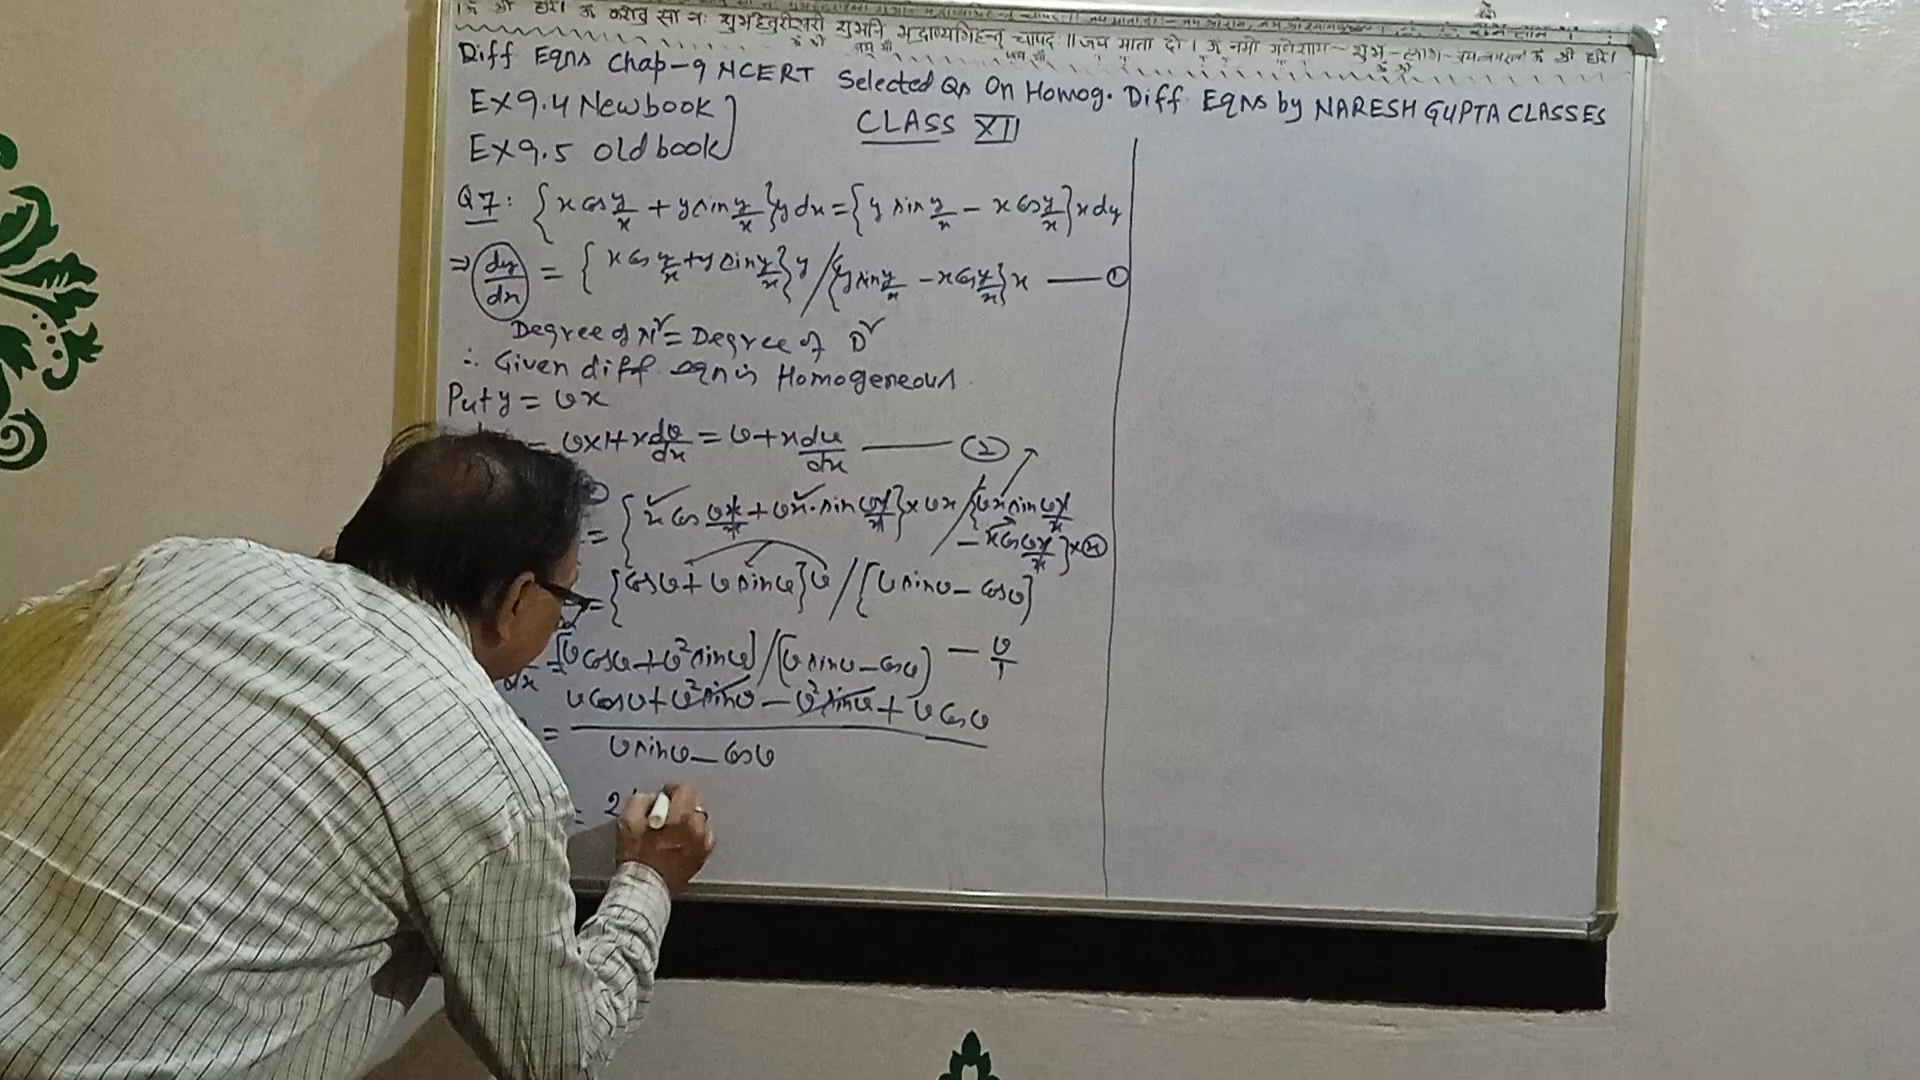 Diff Eqns Chap-9 NCERT Selected Qs On Homog. Diff Eqns by NARESH GUPTA CLASSES
EX 9.4 New book
EX 9.5 old book
CLASS XII
Q7: {x cos y/x + y sin y/x} y dx = {y sin y/x - x cos y/x} x dy
⇒ dy/dx = {x cos y/x + y sin y/x} y / {y sin y/x - x cos y/x} x —— ①
Degree of Nʳ = Degree of Dʳ
∴ Given diff eqn is Homogeneous.
Put y = vx
= v×1 + x dv/dx = v + x dv/dx —— ②
= {x cos vx/x + vx. sin vx/x} × vx / {vx sin vx/x
- x cos vx/x} × x
= {cos v + v sin v} v / {v sin v - cos v}
dx = [v cos v + v² sin v] / (v sin v - cos v) - v/1
= v cos v + v² sin v - v² sin v + v cos v
v sin v - cos v
= 2